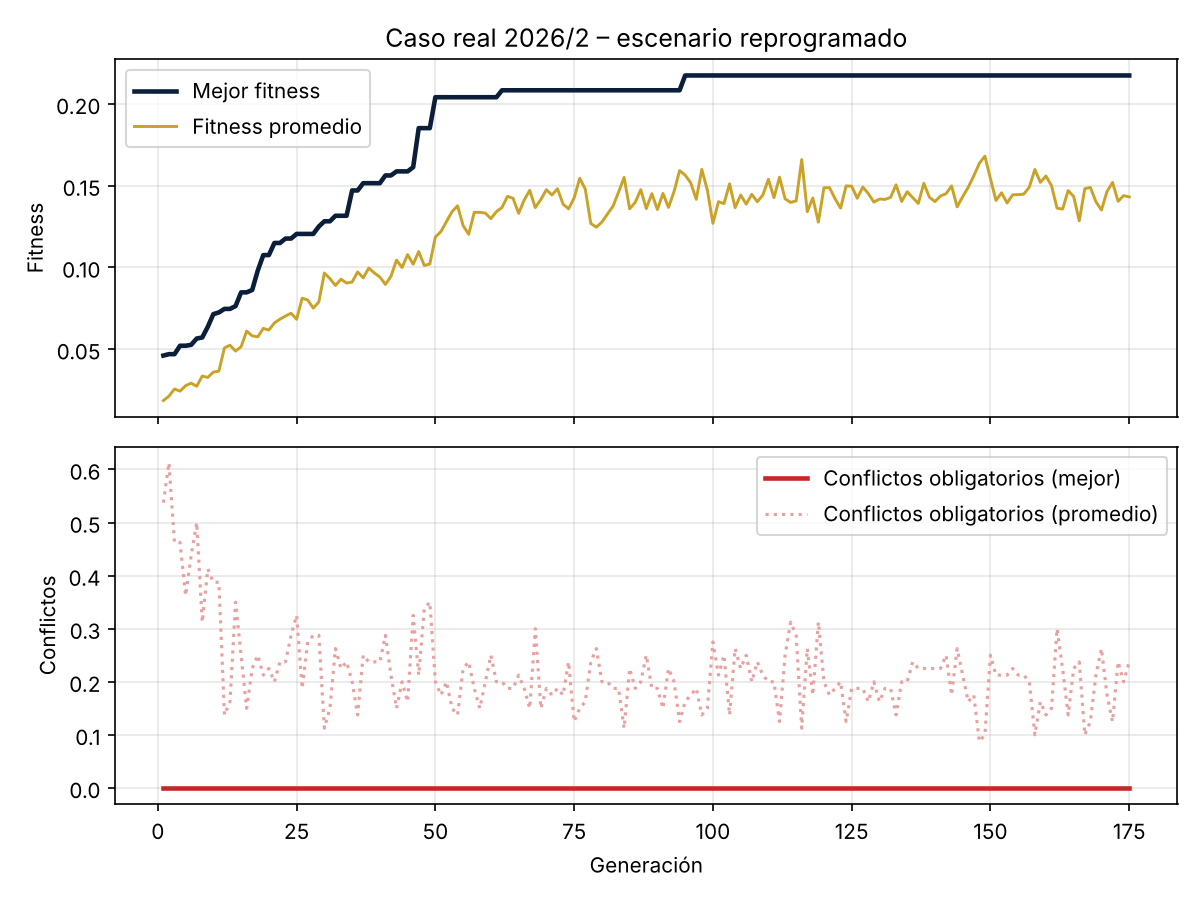 Caso real 2026/2 – escenario reprogramado
Mejor fitness
Fitness promedio
Fitness
0.20
0.15
0.10
0.05
Conflictos obligatorios (mejor)
Conflictos obligatorios (promedio)
Conflictos
0.6
0.5
0.4
0.3
0.2
0.1
0.0
0 25 50 75 100 125 150 175
Generación